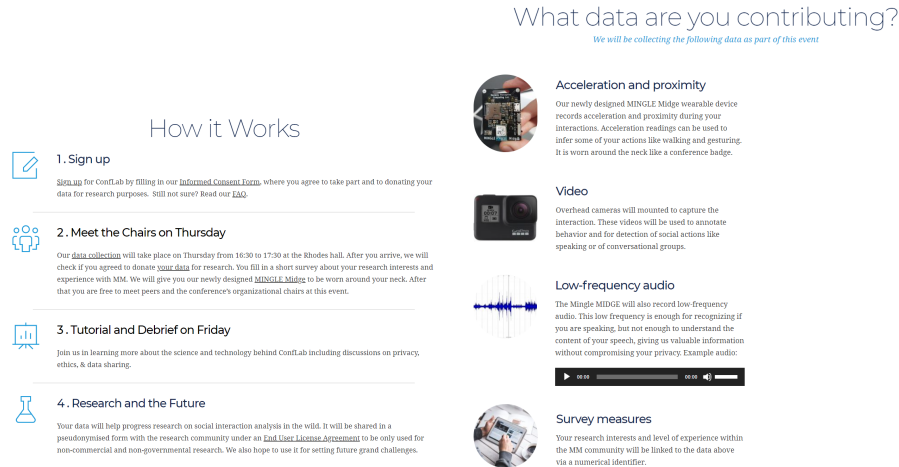 How it Works
1. Sign up
Sign up for ConfLab by filling in our Informed Consent Form, where you agree to take part and to donating your
data for research purposes. Still not sure? Read our FAQ.
2. Meet the Chairs on Thursday
Our data collection will take place on Thursday from 16:30 to 17:30 at the Rhodes hall. After you arrive, we will
check if you agreed to donate your data for research. You fill in a short survey about your research interests and
experience with MM. We will give you our newly designed MINGLE Midge to be worn around your neck. After
that you are free to meet peers and the conference's organizational chairs at this event.
3. Tutorial and Debrief on Friday
Join us in learning more about the science and technology behind ConfLab including discussions on privacy,
ethics, & data sharing.
4. Research and the Future
Your data will help progress research on social interaction analysis in the wild. It will be shared in a
pseudonymised form with the research community under an End User License Agreement to be only used for
non-commercial and non-governmental research. We also hope to use it for setting future grand challenges.
What data are you contributing?
We will be collecting the following data as part of this event
Acceleration and proximity
Our newly designed MINGLE Midge wearable device
records acceleration and proximity during your
interactions. Acceleration readings can be used to
infer some of your actions like walking and gesturing.
It is worn around the neck like a conference badge.
Video
Overhead cameras will mounted to capture the
interaction. These videos will be used to annotate
behavior and for detection of social actions like
speaking or of conversational groups.
Low-frequency audio
The Mingle MIDGE will also record low-frequency
audio. This low frequency is enough for recognizing if
you are speaking, but not enough to understand the
content of your speech, giving us valuable information
without compromising your privacy. Example audio:
00:00 00:00
Survey measures
Your research interests and level of experience within
the MM community will be linked to the data above
via a numerical identifier.